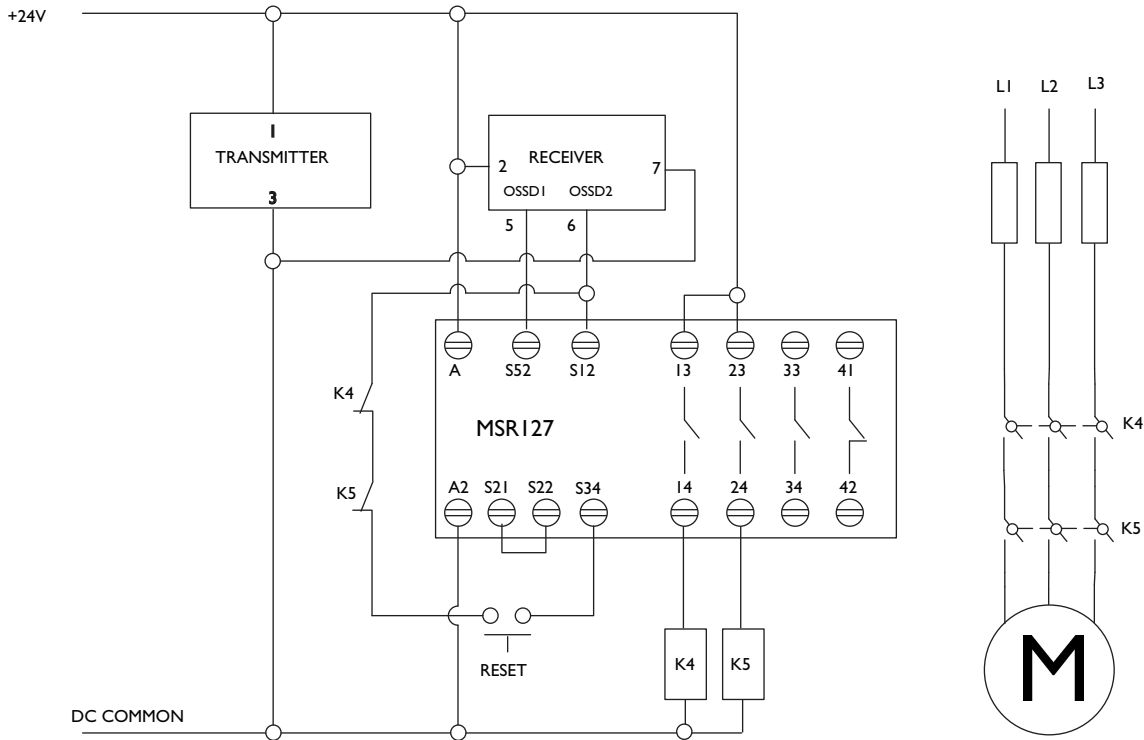 +24V
L1 L2 L3
1
TRANSMITTER
3
2 RECEIVER 7
OSSD1 OSSD2
5 6
A S52 S12 13 23 33 41
K4
MSR127
K5
A2 S21 S22 S34 14 24 34 42
RESET
K4 K5
DC COMMON
K4
K5
M